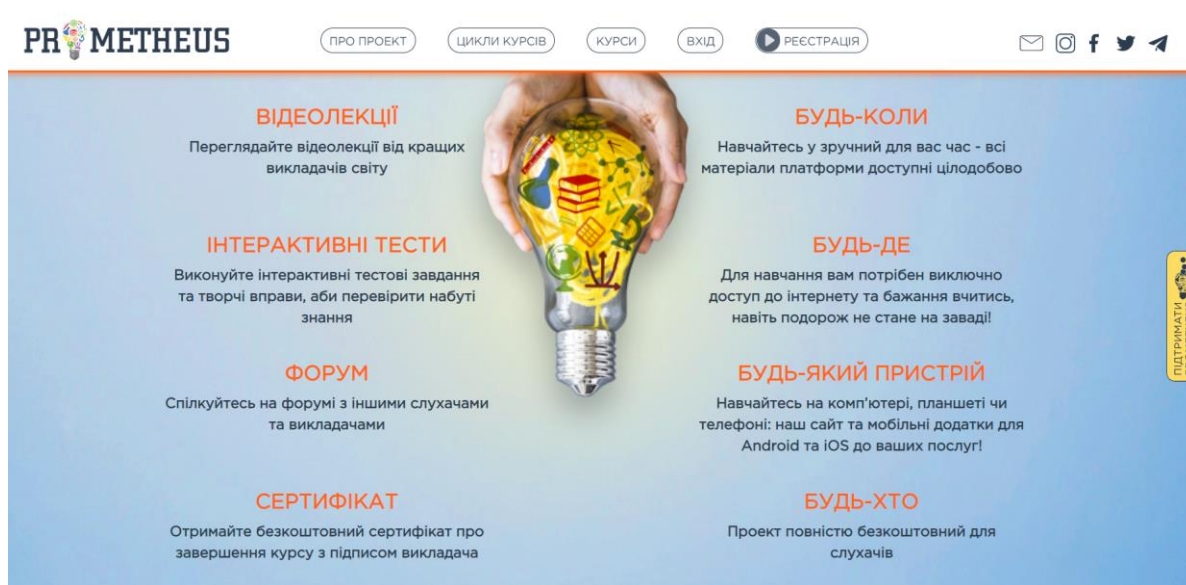 PROMETHEUS
ПРО ПРОЕКТ
ЦИКЛИ КУРСІВ
КУРСИ
ВХІД
РЕЄСТРАЦІЯ
ВІДЕОЛЕКЦІЇ
Переглядайте відеолекції від кращих
викладачів світу
ІНТЕРАКТИВНІ ТЕСТИ
Виконуйте інтерактивні тестові завдання
та творчі вправи, аби перевірити набуті
знання
ФОРУМ
Спілкуйтесь на форумі з іншими слухачами
та викладачами
СЕРТИФІКАТ
Отримайте безкоштовний сертифікат про
завершення курсу з підписом викладача
БУДЬ-КОЛИ
Навчайтесь у зручний для вас час - всі
матеріали платформи доступні цілодобово
БУДЬ-ДЕ
Для навчання вам потрібен виключно
доступ до інтернету та бажання вчитись,
навіть подорож не стане на заваді!
БУДЬ-ЯКИЙ ПРИСТРІЙ
Навчайтесь на комп'ютері, планшеті чи
телефоні: наш сайт та мобільні додатки для
Android та iOS до ваших послуг!
БУДЬ-ХТО
Проект повністю безкоштовний для
слухачів
ПІДТРИМАТИ